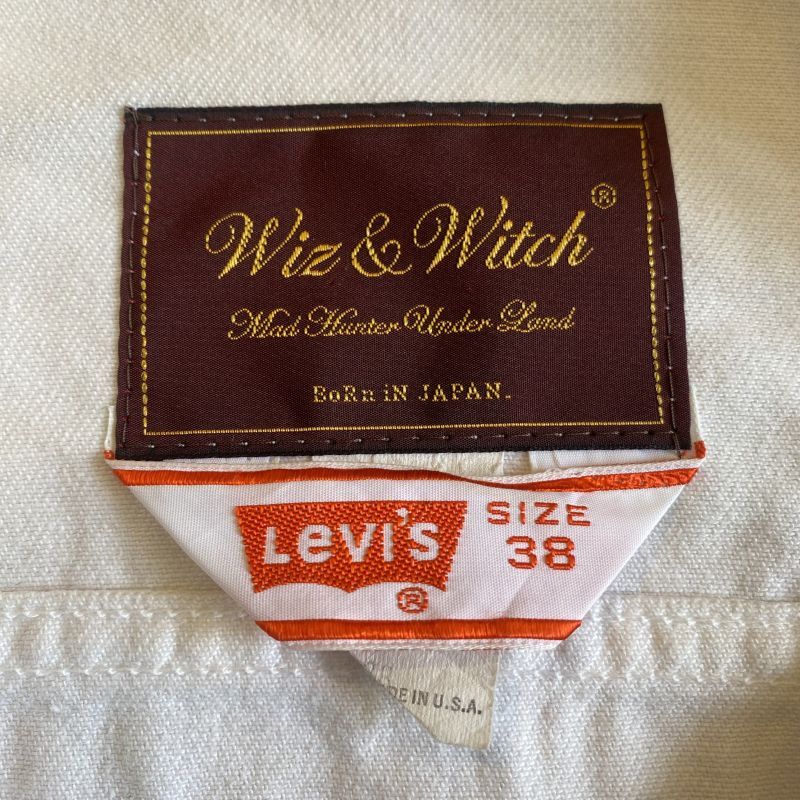 Wiz & Witch ®
Mad Hunter Under Land
BoRn iN JAPAN.
Levi's ®
SIZE
38
DE IN U.S.A.